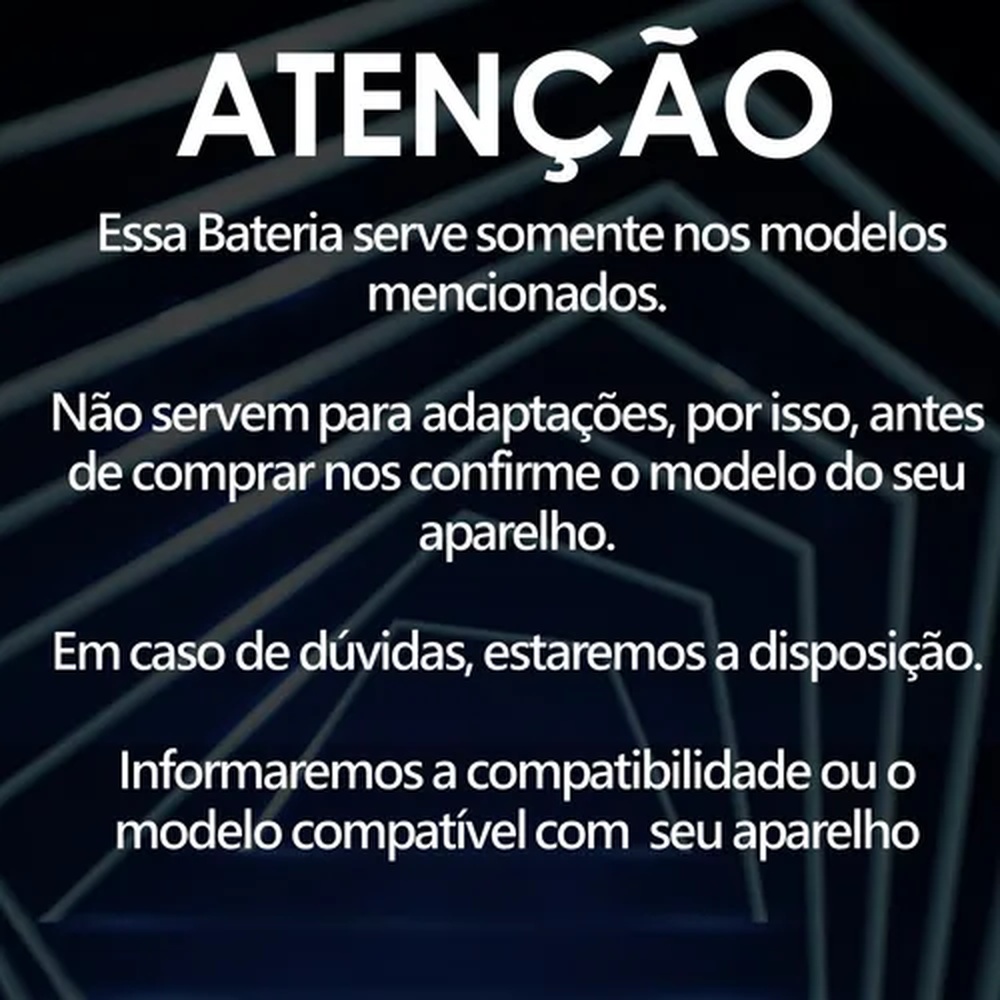 ATENÇÃO
Essa Bateria serve somente nos modelos
mencionados.
Não servem para adaptações, por isso, antes
de comprar nos confirme o modelo do seu
aparelho.
Em caso de dúvidas, estaremos a disposição.
Informaremos a compatibilidade ou o
modelo compatível com  seu aparelho